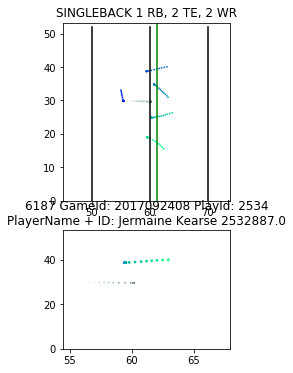 SINGLEBACK 1 RB, 2 TE, 2 WR
50
40
30
20
10
0
50 60 70
6187 GameId: 2017092408 PlayId: 2534
PlayerName + ID: Jermaine Kearse 2532887.0
40
20
0
55 60 65